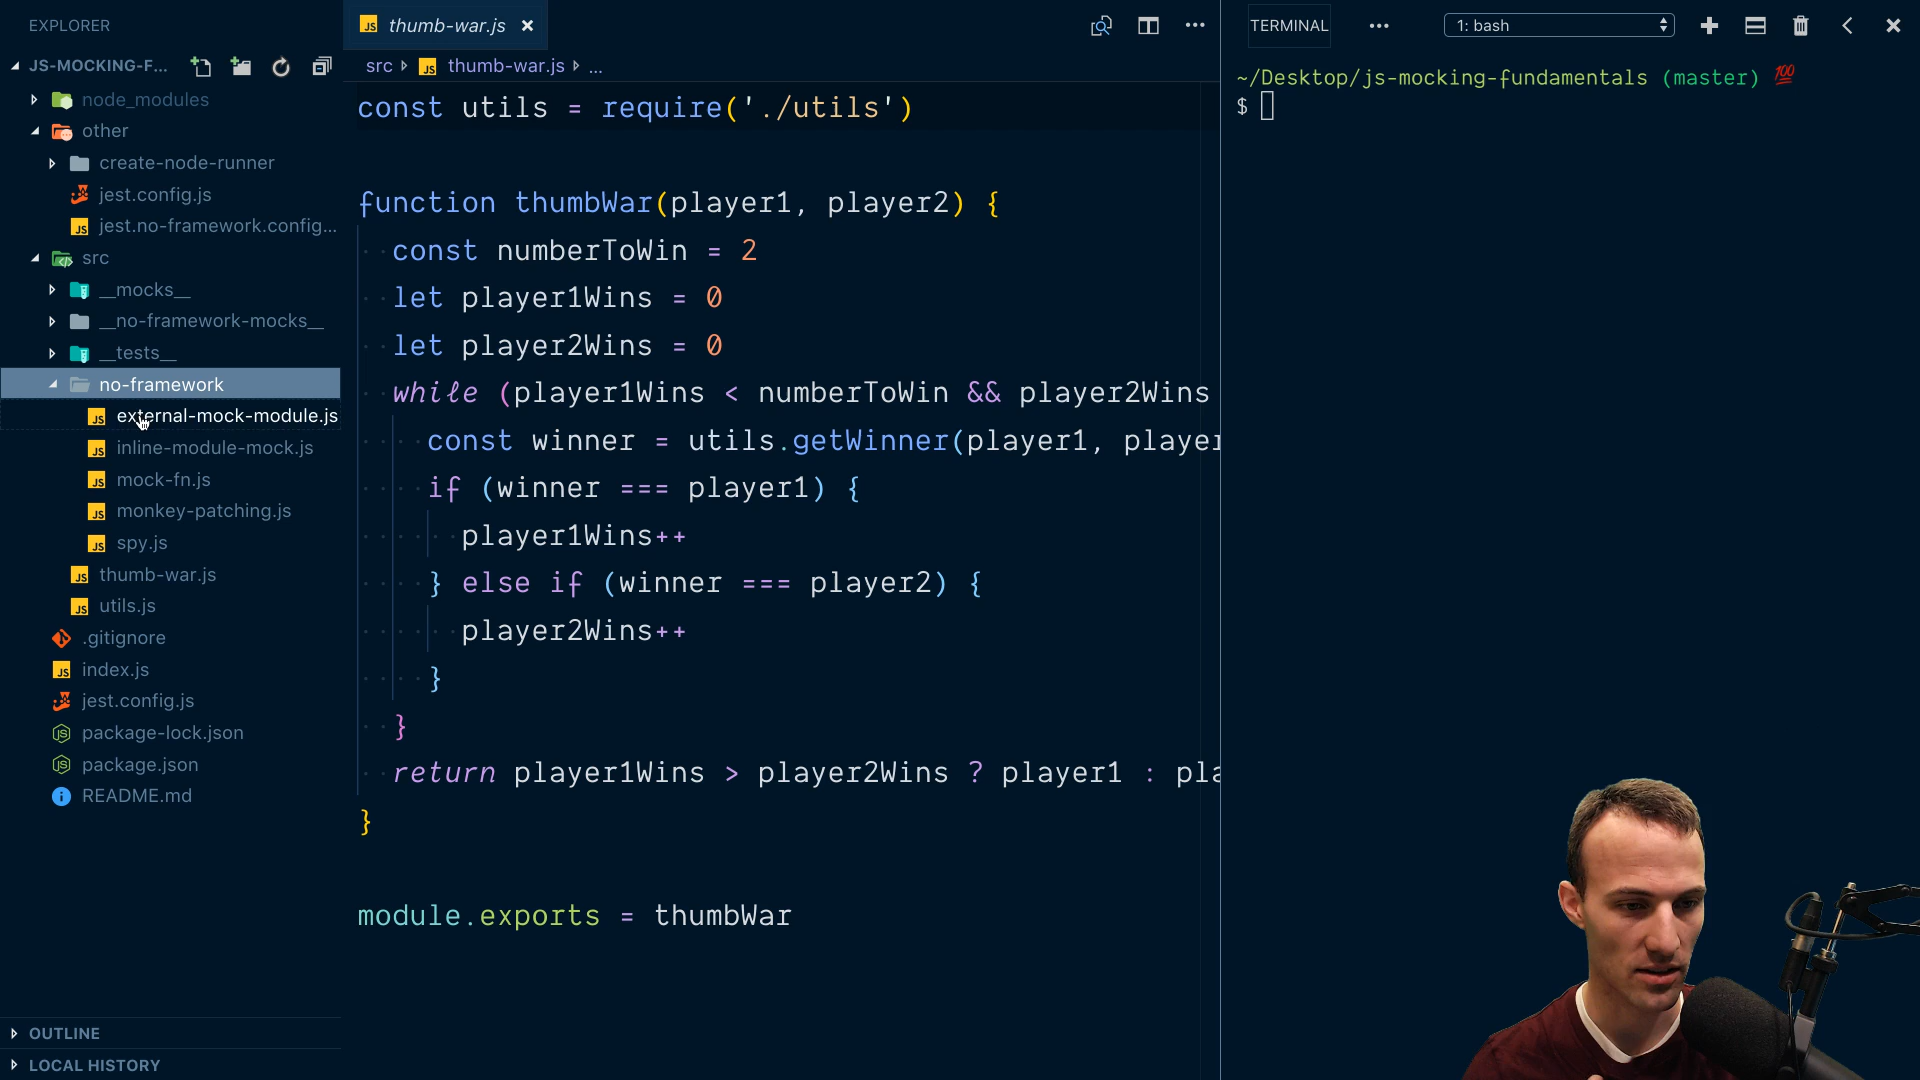 EXPLORER
JS-MOCKING-F...
node_modules
other
create-node-runner
jest.config.js
jest.no-framework.config...
src
__mocks__
__no-framework-mocks__
__tests__
no-framework
external-mock-module.js
inline-module-mock.js
mock-fn.js
monkey-patching.js
spy.js
thumb-war.js
utils.js
.gitignore
index.js
jest.config.js
package-lock.json
package.json
README.md
OUTLINE
LOCAL HISTORY
thumb-war.js
src thumb-war.js ...
const utils = require('./utils')
function thumbWar(player1, player2) {
const numberToWin = 2
let player1Wins = 0
let player2Wins = 0
while (player1Wins < numberToWin && player2Wins
const winner = utils.getWinner(player1, player
if (winner === player1) {
player1Wins++
} else if (winner === player2) {
player2Wins++
}
}
return player1Wins > player2Wins ? player1 : pla
}
module.exports = thumbWar
TERMINAL
1: bash
~/Desktop/js-mocking-fundamentals (master) 💯
$